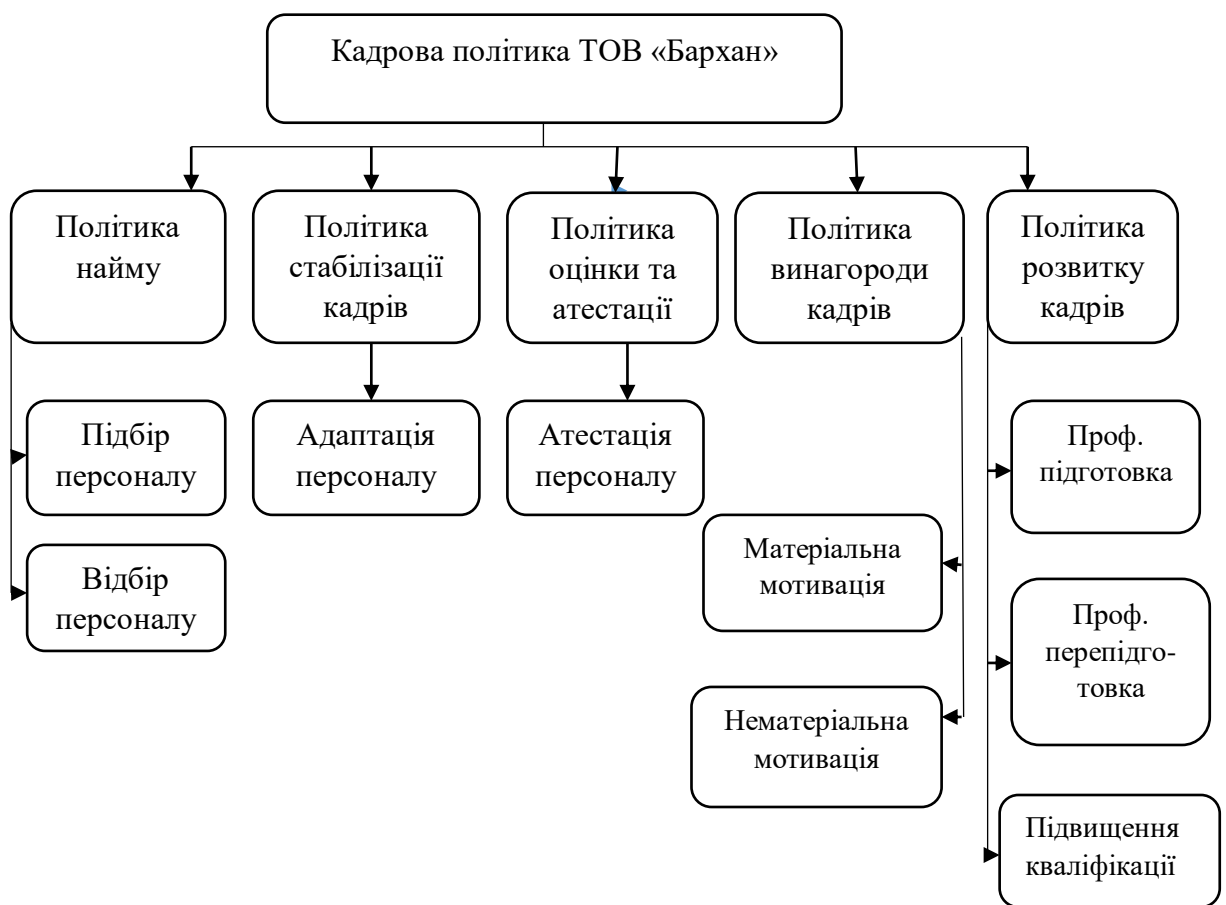 Кадрова політика ТОВ «Бархан»
Політика
найму
Політика
стабілізації
кадрів
Політика
оцінки та
атестації
Політика
винагороди
кадрів
Політика
розвитку
кадрів
Підбір
персоналу
Адаптація
персоналу
Атестація
персоналу
Проф.
підготовка
Відбір
персоналу
Матеріальна
мотивація
Проф.
перепідго-
товка
Нематеріальна
мотивація
Підвищення
кваліфікації